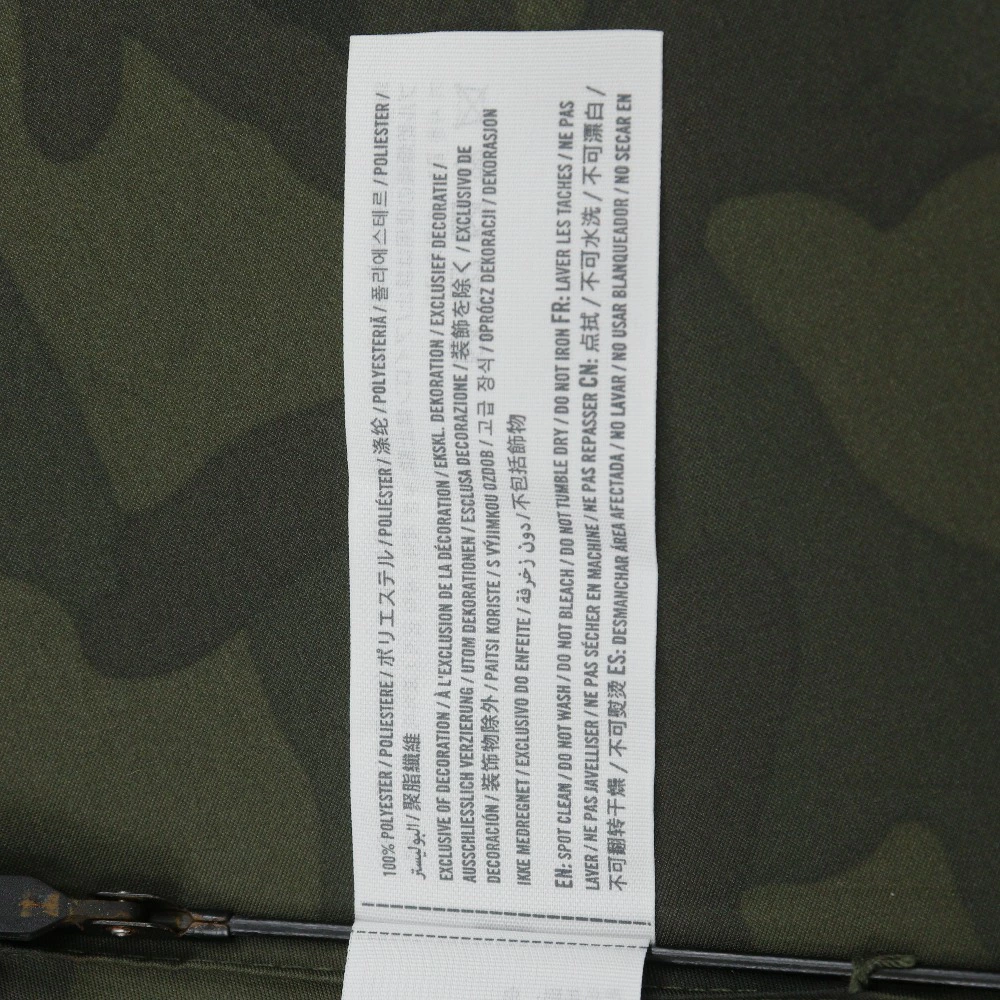 100% POLYESTER / POLIESTERE / ポリエステル / POLIÉSTER / 涤纶 / POLYESTERIÄ / 폴리에스테르 / POLIESTER /
البوليستر / 聚脂纖維
EXCLUSIVE OF DECORATION / À L'EXCLUSION DE LA DÉCORATION / EKSKL. DEKORATION / EXCLUSIEF DECORATIE /
AUSSCHLIESSLICH VERZIERUNG / UTOM DEKORATIONEN / ESCLUSA DECORAZIONE / 装飾を除く / EXCLUSIVO DE
DECORACIÓN / 装饰物除外 / PAITSI KORISTE / S VÝJIMKOU OZDOB / 고급 장식 / OPRÓCZ DEKORACJI / DEKORASJON
IKKE MEDREGNET / EXCLUSIVO DO ENFEITE / دون زخرفة / 不包括飾物
EN: SPOT CLEAN / DO NOT WASH / DO NOT BLEACH / DO NOT TUMBLE DRY / DO NOT IRON FR: LAVER LES TACHES / NE PAS
LAVER / NE PAS JAVELLISER / NE PAS SÉCHER EN MACHINE / NE PAS REPASSER CN: 点拭 / 不可水洗 / 不可漂白 /
不可翻转干燥 / 不可熨烫 ES: DESMANCHAR ÁREA AFECTADA / NO LAVAR / NO USAR BLANQUEADOR / NO SECAR EN